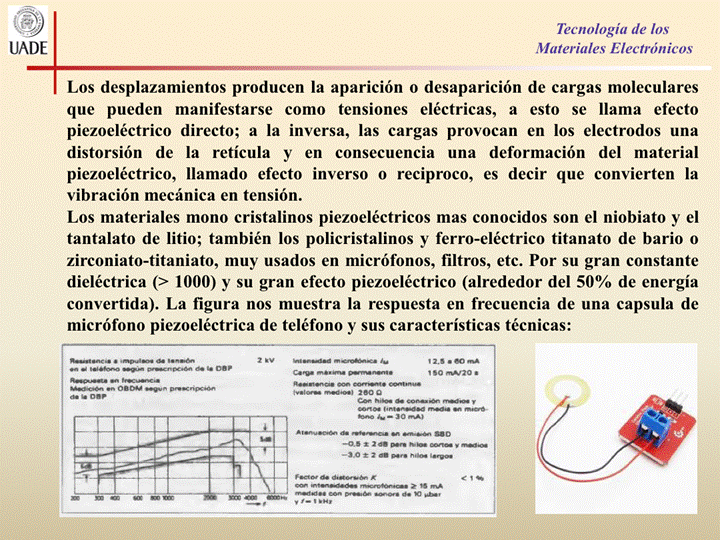 UADE
Tecnología de los
Materiales Electrónicos
Los desplazamientos producen la aparición o desaparición de cargas moleculares
que pueden manifestarse como tensiones eléctricas, a esto se llama efecto
piezoeléctrico directo; a la inversa, las cargas provocan en los electrodos una
distorsión de la retícula y en consecuencia una deformación del material
piezoeléctrico, llamado efecto inverso o reciproco, es decir que convierten la
vibración mecánica en tensión.
Los materiales mono cristalinos piezoeléctricos mas conocidos son el niobiato y el
tantalato de litio; también los policristalinos y ferro-eléctrico titanato de bario o
zirconiato-titaniato, muy usados en micrófonos, filtros, etc. Por su gran constante
dieléctrica (> 1000) y su gran efecto piezoeléctrico (alrededor del 50% de energía
convertida). La figura nos muestra la respuesta en frecuencia de una capsula de
micrófono piezoeléctrica de teléfono y sus características técnicas:
Resistencia a impulsos de tensión 2 kV
en el teléfono según prescripción de la DBP
Respuesta en frecuencia
Medición en OBDM segun prescripción
de la DBP
5dB
5dB
200 300 400 600 800 1000 2000 3000 4000 6000Hz
f
Intensidad microfónica IM 12,5 a 60 mA
Carga máxima permanente 150 mA/20 s
Resistencia con corriente continua
(valores medios) 260 Ω
Con hilos de conexión medios y
cortos (intensidad media en micró-
fono IM = 30 mA)
Atenuación de referencia en emisión SBD
−0,5 ± 2 dB para hilos cortos y medios
−3,0 ± 2 dB para hilos largos
Factor de distorsión K < 1 %
con intensidades microfónicas ≥ 15 mA
medidas con presión sonora de 10 μbar
y f = 1 kHz